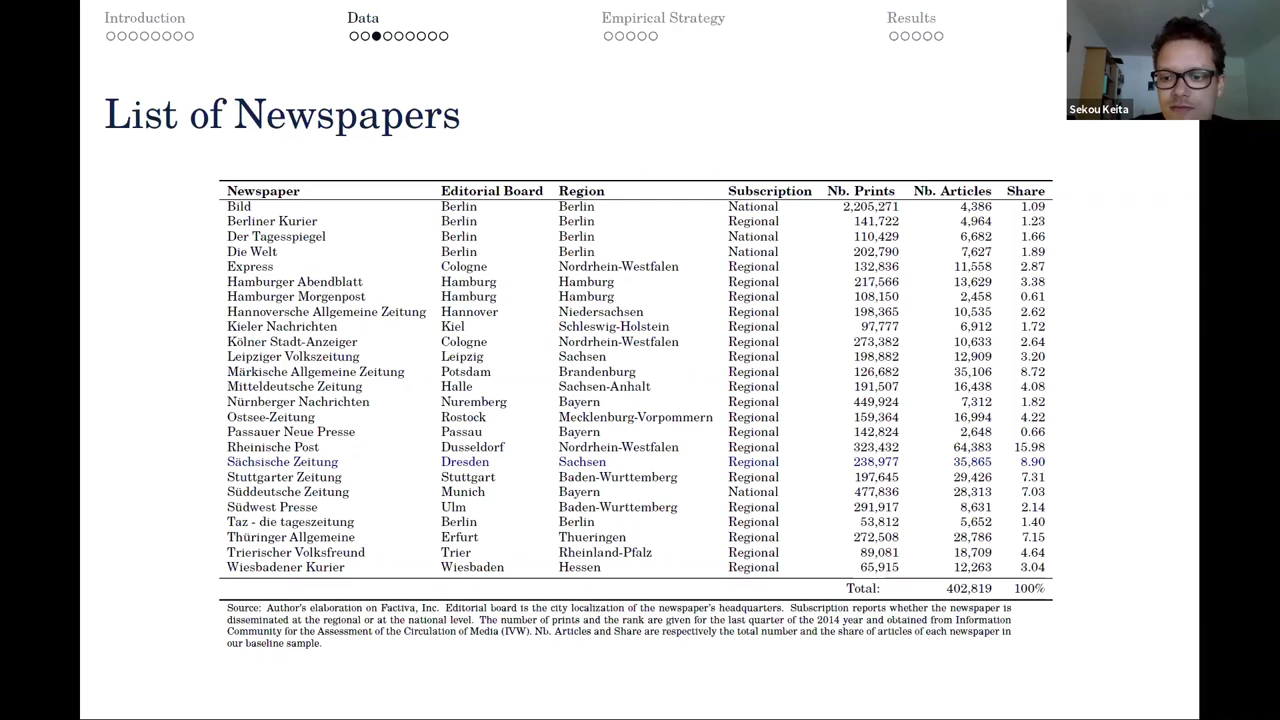 Introduction Data Empirical Strategy Results
Sekou Keita
List of Newspapers
Newspaper Editorial Board Region Subscription Nb. Prints Nb. Articles Share
Bild Berlin Berlin National 2,205,271 4,386 1.09
Berliner Kurier Berlin Berlin Regional 141,722 4,964 1.23
Der Tagesspiegel Berlin Berlin National 110,429 6,682 1.66
Die Welt Berlin Berlin National 202,790 7,627 1.89
Express Cologne Nordrhein-Westfalen Regional 132,836 11,558 2.87
Hamburger Abendblatt Hamburg Hamburg Regional 217,566 13,629 3.38
Hamburger Morgenpost Hamburg Hamburg Regional 108,150 2,458 0.61
Hannoversche Allgemeine Zeitung Hannover Niedersachsen Regional 198,365 10,535 2.62
Kieler Nachrichten Kiel Schleswig-Holstein Regional 97,777 6,912 1.72
Kölner Stadt-Anzeiger Cologne Nordrhein-Westfalen Regional 273,382 10,633 2.64
Leipziger Volkszeitung Leipzig Sachsen Regional 198,882 12,909 3.20
Märkische Allgemeine Zeitung Potsdam Brandenburg Regional 126,682 35,106 8.72
Mitteldeutsche Zeitung Halle Sachsen-Anhalt Regional 191,507 16,438 4.08
Nürnberger Nachrichten Nuremberg Bayern Regional 449,924 7,312 1.82
Ostsee-Zeitung Rostock Mecklenburg-Vorpommern Regional 159,364 16,994 4.22
Passauer Neue Presse Passau Bayern Regional 142,824 2,648 0.66
Rheinische Post Dusseldorf Nordrhein-Westfalen Regional 323,432 64,383 15.98
Sächsische Zeitung Dresden Sachsen Regional 238,977 35,865 8.90
Stuttgarter Zeitung Stuttgart Baden-Wurttemberg Regional 197,645 29,426 7.31
Süddeutsche Zeitung Munich Bayern National 477,836 28,313 7.03
Südwest Presse Ulm Baden-Wurttemberg Regional 291,917 8,631 2.14
Taz - die tageszeitung Berlin Berlin Regional 53,812 5,652 1.40
Thüringer Allgemeine Erfurt Thueringen Regional 272,508 28,786 7.15
Trierischer Volksfreund Trier Rheinland-Pfalz Regional 89,081 18,709 4.64
Wiesbadener Kurier Wiesbaden Hessen Regional 65,915 12,263 3.04
Total: 402,819 100%
Source: Author's elaboration on Factiva, Inc. Editorial board is the city localization of the newspaper's headquarters. Subscription reports whether the newspaper is
disseminated at the regional or at the national level. The number of prints and the rank are given for the last quarter of the 2014 year and obtained from Information
Community for the Assessment of the Circulation of Media (IVW). Nb. Articles and Share are respectively the total number and the share of articles of each newspaper in
our baseline sample.